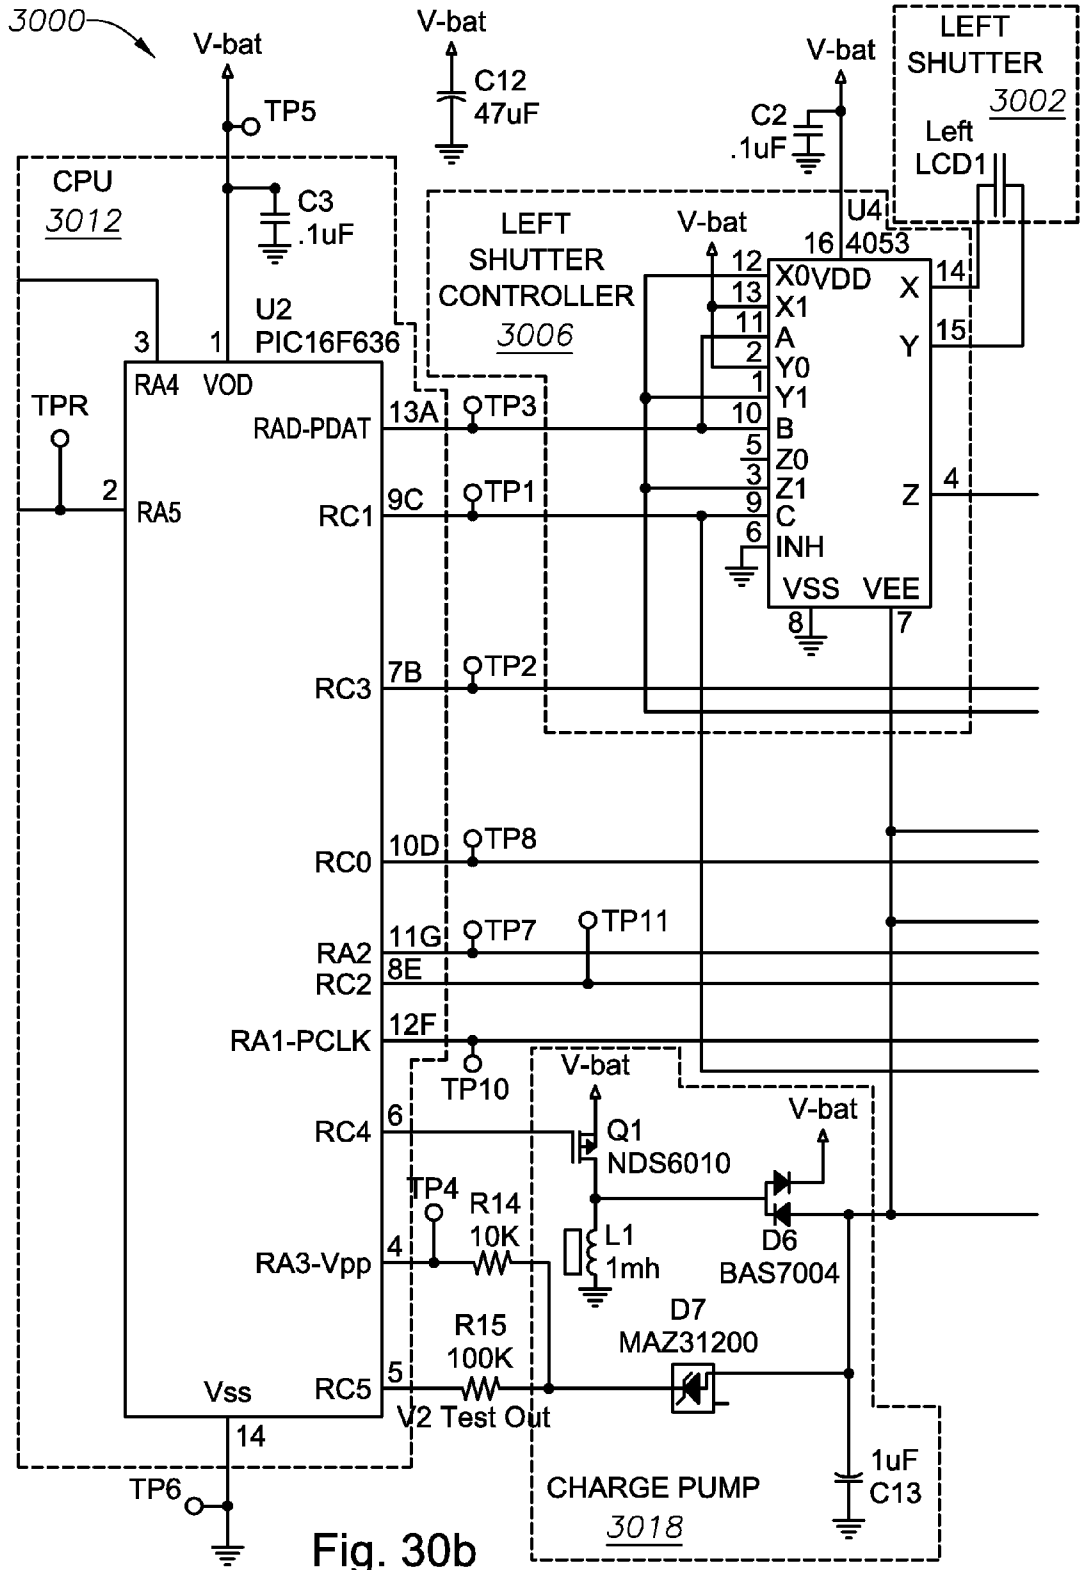 3000
V-bat
TP5
V-bat
C12
47uF
V-bat
C2
.1uF
LEFT
SHUTTER
3002
Left
LCD1
CPU
3012
C3
.1uF
U2
PIC16F636
3
1
RA4
VOD
TPR
2
RA5
RAD-PDAT
13A
TP3
RC1
9C
TP1
RC3
7B
TP2
RC0
10D
TP8
RA2
11G
TP7
RC2
8E
TP11
RA1-PCLK
12F
TP10
RC4
6
RA3-Vpp
4
TP4
R14
10K
RC5
5
R15
100K
V2 Test Out
Vss
14
TP6
LEFT
SHUTTER
CONTROLLER
3006
V-bat
U4
16
4053
12
X0
VDD
13
X1
11
A
2
Y0
1
Y1
10
B
5
Z0
3
Z1
9
C
6
INH
VSS
VEE
8
7
X
14
Y
15
Z
4
V-bat
Q1
NDS6010
V-bat
L1
1mh
D6
BAS7004
D7
MAZ31200
1uF
C13
CHARGE PUMP
3018
Fig. 30b